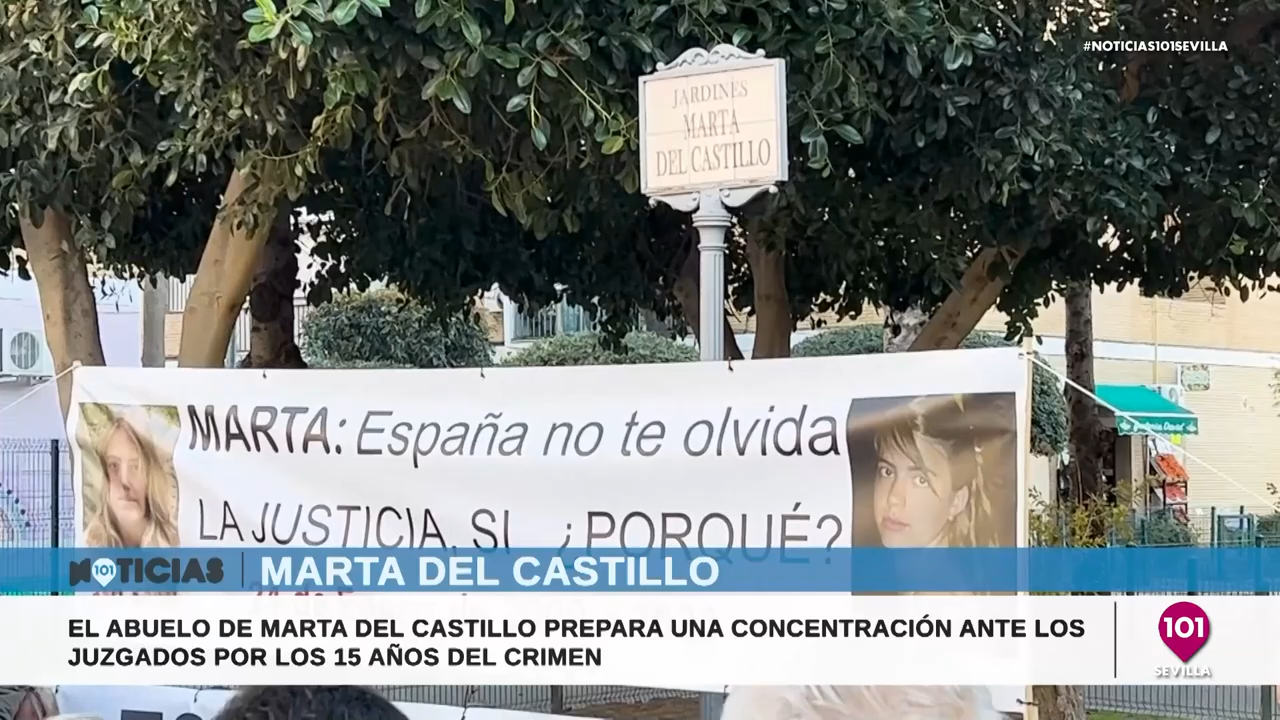 #NOTICIAS101SEVILLA
JARDINES
MARTA
DEL CASTILLO
MARTA: España no te olvida
LA JUSTICIA, SI ¿PORQUÉ?
NOTICIAS 101
MARTA DEL CASTILLO
EL ABUELO DE MARTA DEL CASTILLO PREPARA UNA CONCENTRACIÓN ANTE LOS
JUZGADOS POR LOS 15 AÑOS DEL CRIMEN
101
SEVILLA